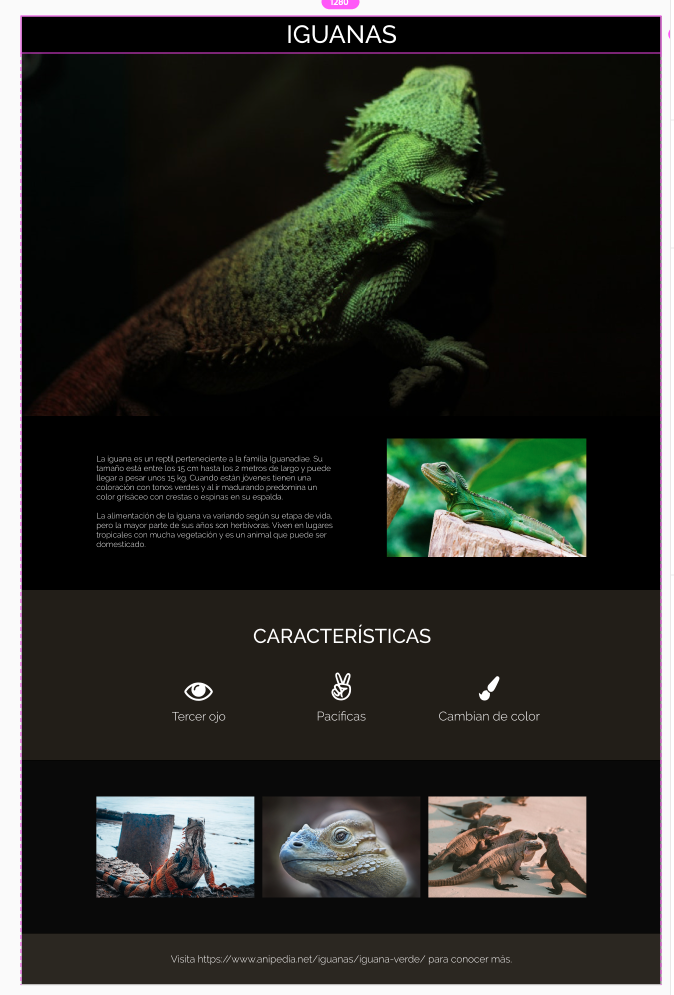 1280
IGUANAS
La iguana es un reptil perteneciente a la familia Iguanadiae. Su
tamaño está entre los 15 cm hasta los 2 metros de largo y puede
llegar a pesar unos 15 kg. Cuando están jóvenes tienen una
coloración con tonos verdes y al ir madurando predomina un
color grisáceo con crestas o espinas en su espalda.
La alimentación de la iguana va variando según su etapa de vida,
pero la mayor parte de sus años son herbívoras. Viven en lugares
tropicales con mucha vegetación y es un animal que puede ser
domesticado.
CARACTERÍSTICAS
Tercer ojo
Pacíficas
Cambian de color
Visita https://www.anipedia.net/iguanas/iguana-verde/ para conocer más.